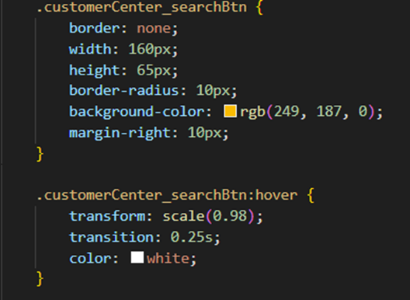 .customerCenter_searchBtn {
border: none;
width: 160px;
height: 65px;
border-radius: 10px;
background-color: rgb(249, 187, 0);
margin-right: 10px;
}
.customerCenter_searchBtn:hover {
transform: scale(0.98);
transition: 0.25s;
color: white;
}